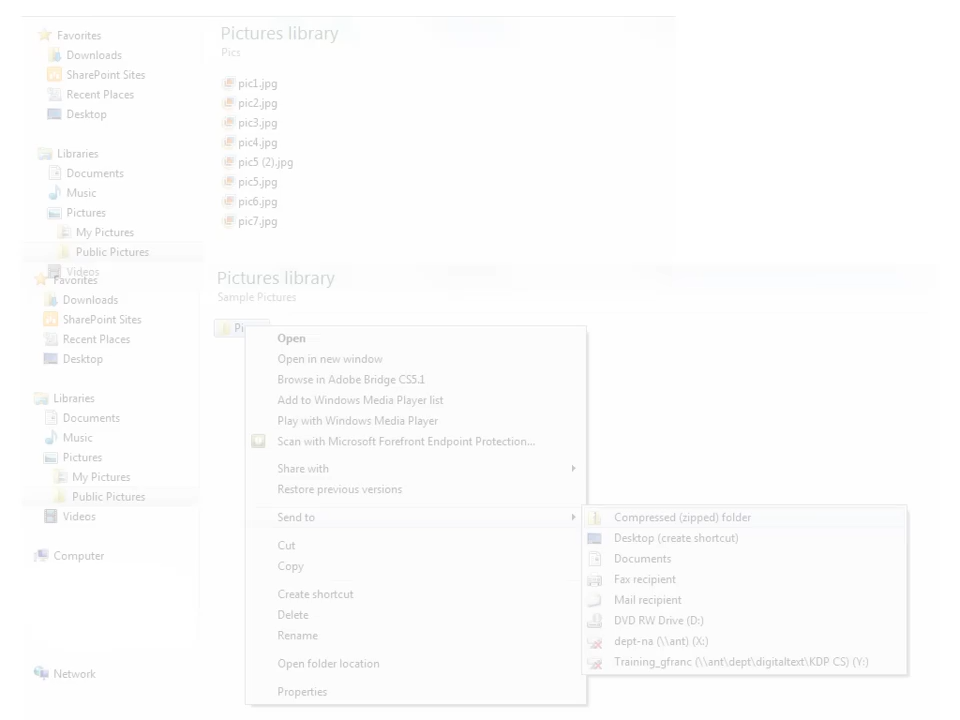 Favorites
Downloads
SharePoint Sites
Recent Places
Desktop
Libraries
Documents
Music
Pictures
My Pictures
Public Pictures
Videos
Pictures library
Pics
pic1.jpg
pic2.jpg
pic3.jpg
pic4.jpg
pic5 (2).jpg
pic5.jpg
pic6.jpg
pic7.jpg
Favorites
Downloads
SharePoint Sites
Recent Places
Desktop
Libraries
Documents
Music
Pictures
My Pictures
Public Pictures
Videos
Computer
Network
Pictures library
Sample Pictures
Open
Open in new window
Browse in Adobe Bridge CS5.1
Add to Windows Media Player list
Play with Windows Media Player
Scan with Microsoft Forefront Endpoint Protection...
Share with
Restore previous versions
Send to
Cut
Copy
Create shortcut
Delete
Rename
Open folder location
Properties
Compressed (zipped) folder
Desktop (create shortcut)
Documents
Fax recipient
Mail recipient
DVD RW Drive (D:)
dept-na (\\ant) (X:)
Training_gfranc (\\ant\dept\digitaltext\KDP CS) (Y:)